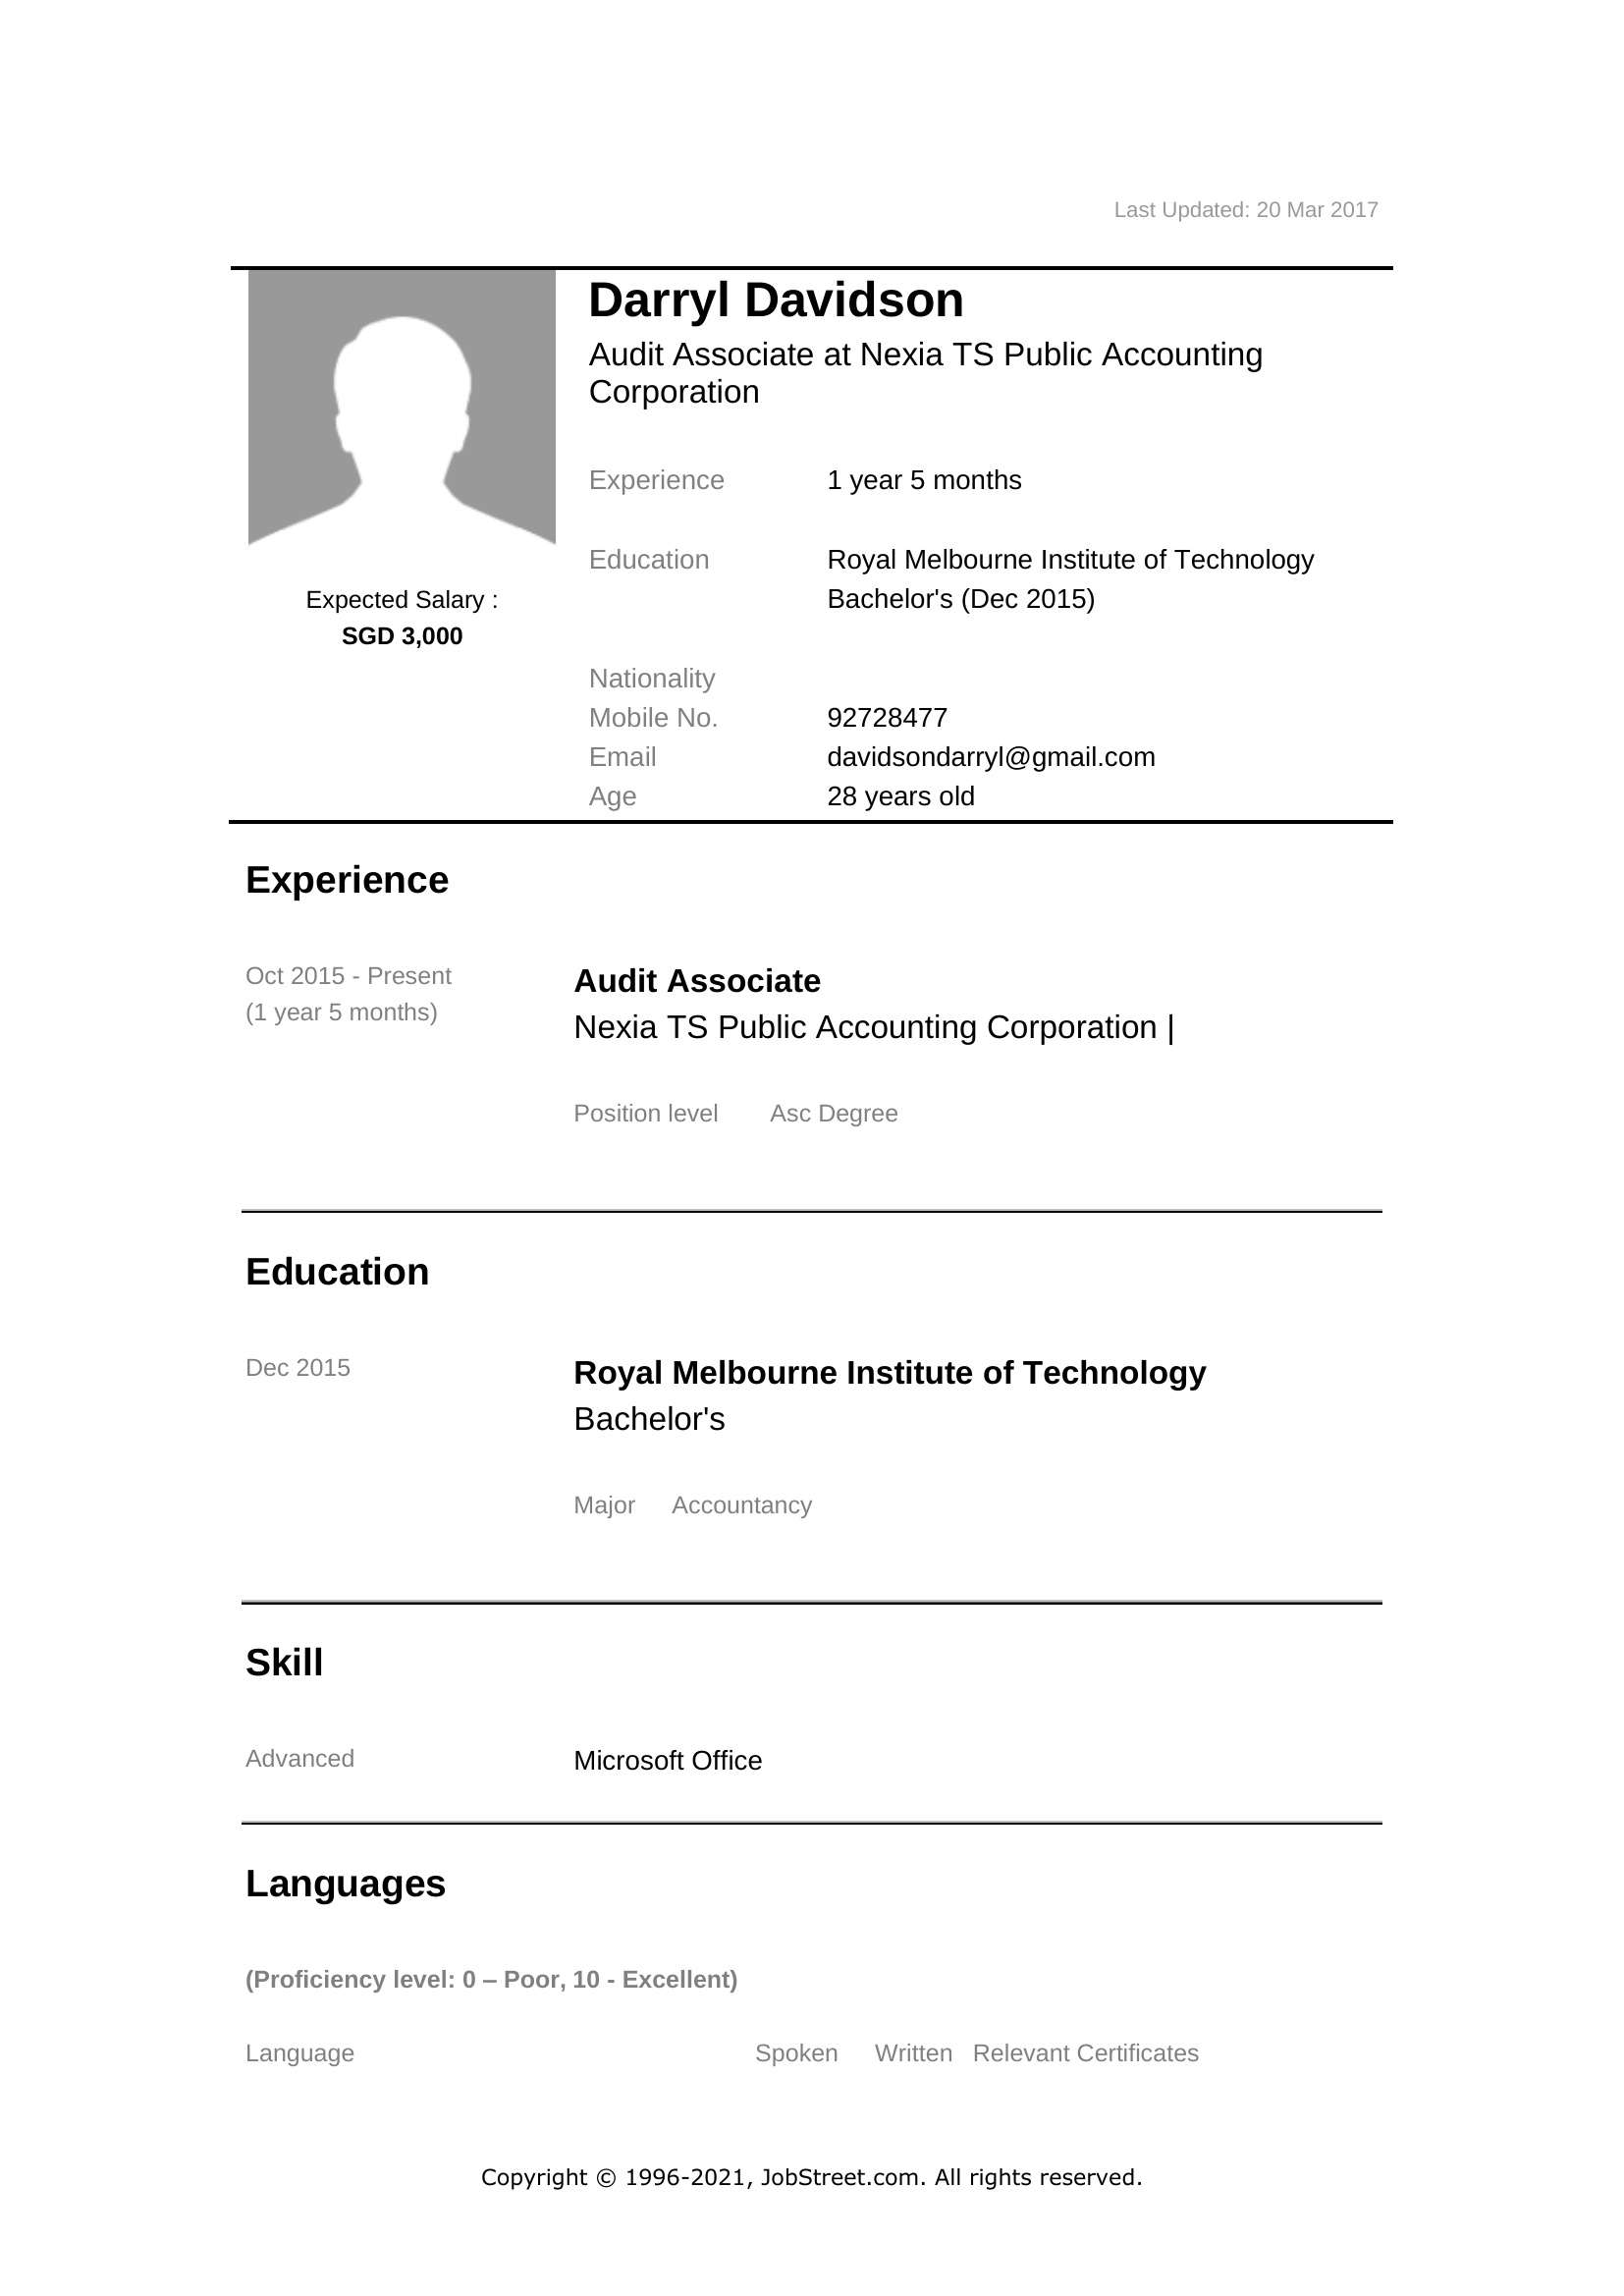 Last Updated: 20 Mar 2017
Darryl Davidson
Audit Associate at Nexia TS Public Accounting
Corporation
Experience 1 year 5 months
Education Royal Melbourne Institute of Technology
Bachelor's (Dec 2015)
Expected Salary :
SGD 3,000
Nationality
Mobile No. 92728477
Email davidsondarryl@gmail.com
Age 28 years old
Experience
Oct 2015 - Present
(1 year 5 months)
Audit Associate
Nexia TS Public Accounting Corporation |
Position level Asc Degree
Education
Dec 2015
Royal Melbourne Institute of Technology
Bachelor's
Major Accountancy
Skill
Advanced Microsoft Office
Languages
(Proficiency level: 0 – Poor, 10 - Excellent)
Language Spoken Written Relevant Certificates
Copyright © 1996-2021, JobStreet.com. All rights reserved.